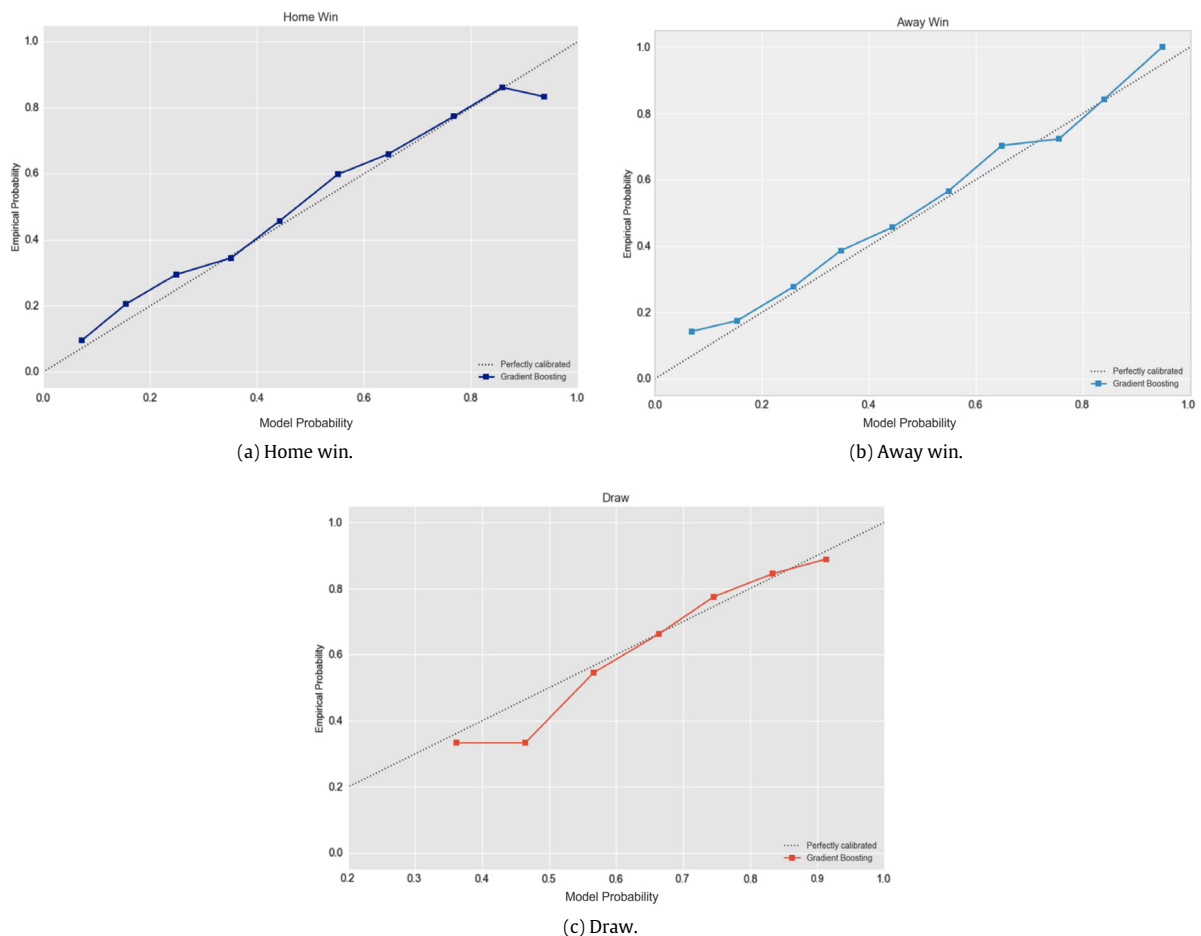 Home Win
1.0
0.8
0.6
0.4
0.2
0.0
Empirical Probability
Perfectly calibrated
Gradient Boosting
0.0 0.2 0.4 0.6 0.8 1.0
Model Probability
(a) Home win.
Away Win
1.0
0.8
0.6
0.4
0.2
0.0
Empirical Probability
Perfectly calibrated
Gradient Boosting
0.0 0.2 0.4 0.6 0.8 1.0
Model Probability
(b) Away win.
Draw
1.0
0.8
0.6
0.4
0.2
0.0
Empirical Probability
Perfectly calibrated
Gradient Boosting
0.2 0.3 0.4 0.5 0.6 0.7 0.8 0.9 1.0
Model Probability
(c) Draw.